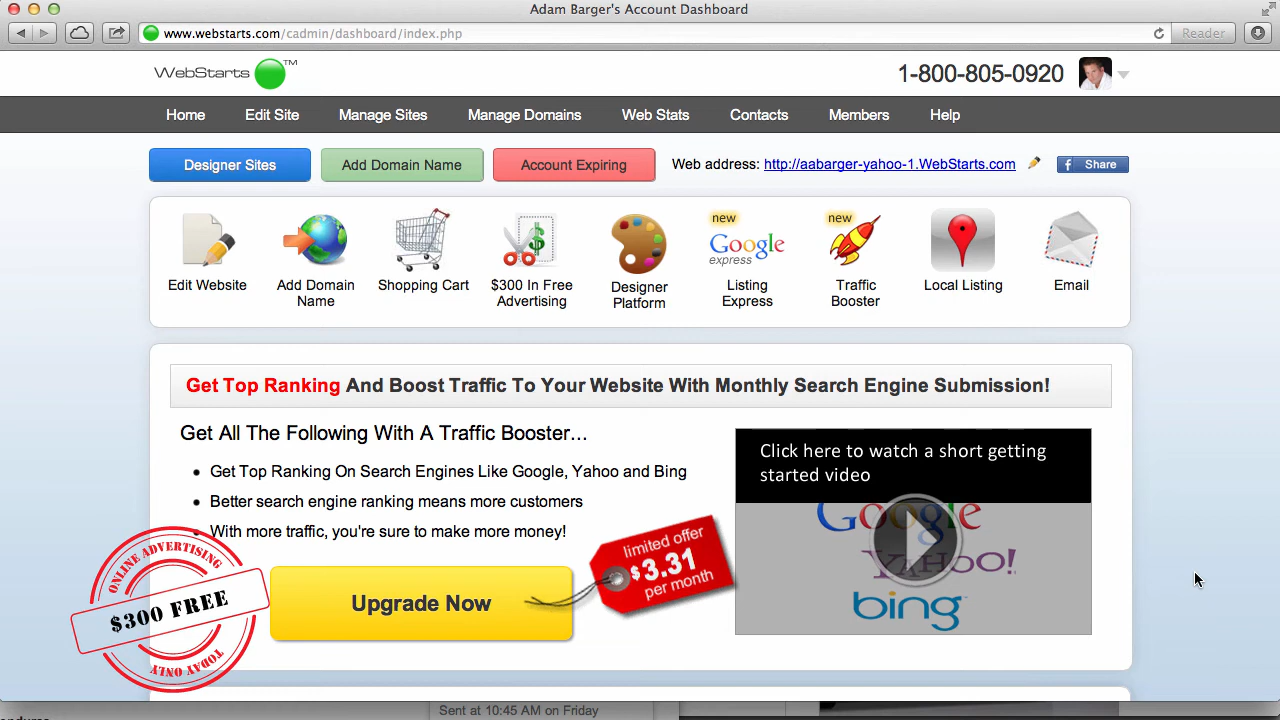 Adam Barger's Account Dashboard
www.webstarts.com/cadmin/dashboard/index.php
Reader
WebStarts ™
1-800-805-0920
Home Edit Site Manage Sites Manage Domains Web Stats Contacts Members Help
Designer Sites
Add Domain Name
Account Expiring
Web address: http://aabarger-yahoo-1.WebStarts.com
f Share
Edit Website
Add Domain
Name
Shopping Cart
$
$300 In Free
Advertising
Designer
Platform
new
Google
express
Listing
Express
new
Traffic
Booster
Local Listing
Email
Get Top Ranking And Boost Traffic To Your Website With Monthly Search Engine Submission!
Get All The Following With A Traffic Booster...
Get Top Ranking On Search Engines Like Google, Yahoo and Bing
Better search engine ranking means more customers
With more traffic, you're sure to make more money!
Upgrade Now
limited offer
$3.31
per month
ONLINE ADVERTISING
$300 FREE
TODAY ONLY
Click here to watch a short getting
started video
Google
YAHOO!
bing
Sent at 10:45 AM on Friday